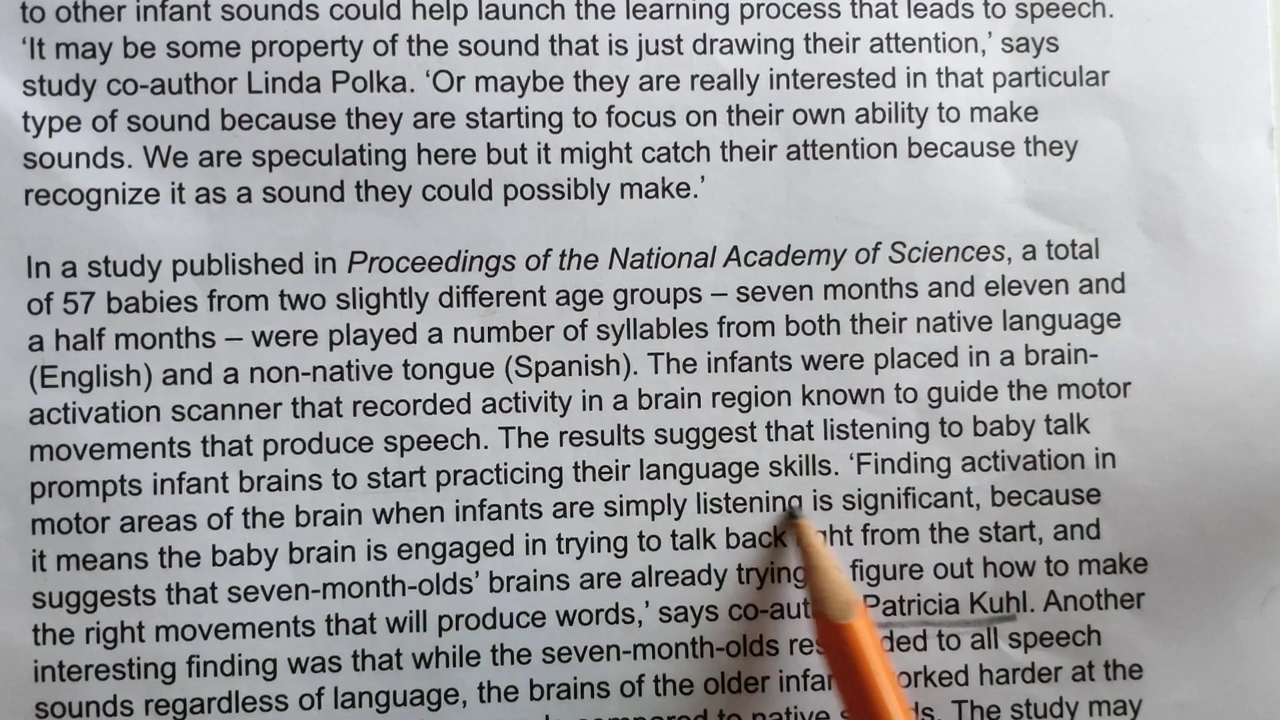 to other infant sounds could help launch the learning process that leads to speech.
‘It may be some property of the sound that is just drawing their attention,’ says
study co-author Linda Polka. ‘Or maybe they are really interested in that particular
type of sound because they are starting to focus on their own ability to make
sounds. We are speculating here but it might catch their attention because they
recognize it as a sound they could possibly make.’
In a study published in Proceedings of the National Academy of Sciences, a total
of 57 babies from two slightly different age groups – seven months and eleven and
a half months – were played a number of syllables from both their native language
(English) and a non-native tongue (Spanish). The infants were placed in a brain-
activation scanner that recorded activity in a brain region known to guide the motor
movements that produce speech. The results suggest that listening to baby talk
prompts infant brains to start practicing their language skills. ‘Finding activation in
motor areas of the brain when infants are simply listening is significant, because
it means the baby brain is engaged in trying to talk back from the start, and
suggests that seven-month-olds’ brains are already trying figure out how to make
the right movements that will produce words,’ says Patricia Kuhl. Another
interesting finding was that while the seven-month-olds to all speech
sounds regardless of language, the brains of the older harder at the
compared to native The study may